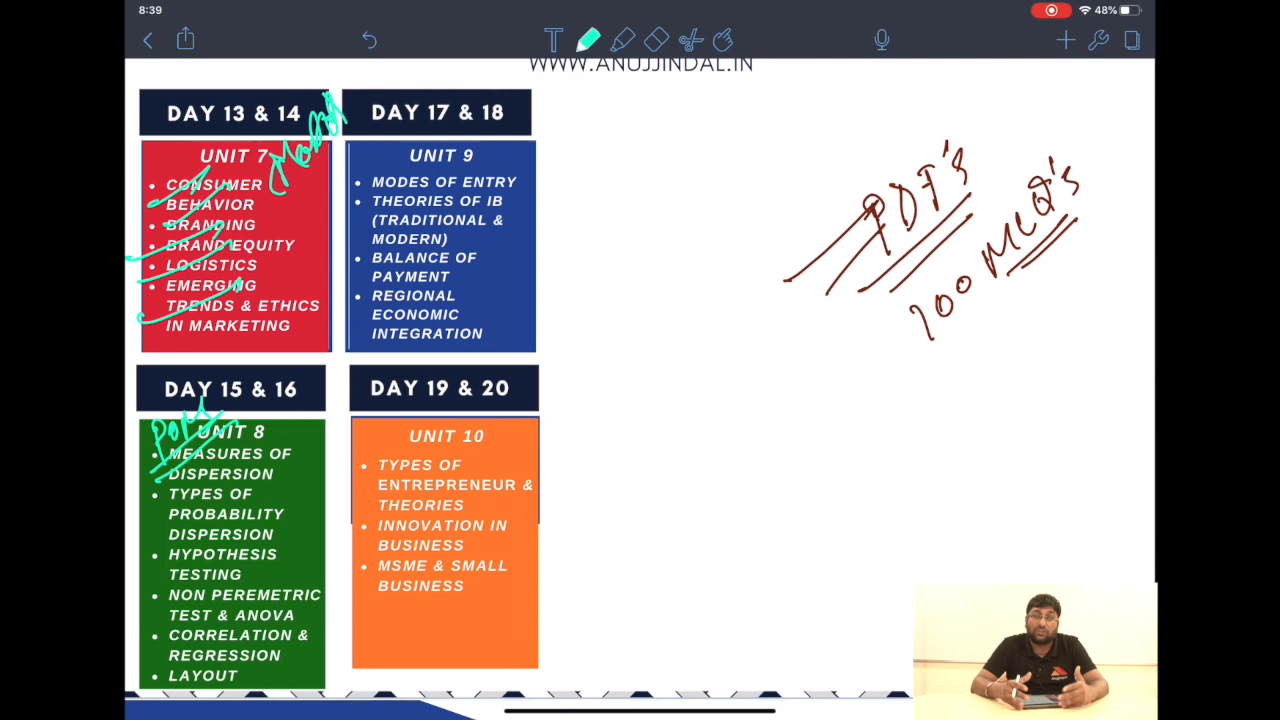 8:39
48%
WWW.ANUJJINDAL.IN
DAY 13 & 14
UNIT 7
• CONSUMER
BEHAVIOR
• BRANDING
• BRAND EQUITY
• LOGISTICS
• EMERGING
TRENDS & ETHICS
IN MARKETING
DAY 17 & 18
UNIT 9
• MODES OF ENTRY
• THEORIES OF IB
(TRADITIONAL &
MODERN)
• BALANCE OF
PAYMENT
• REGIONAL
ECONOMIC
INTEGRATION
DAY 15 & 16
POM
UNIT 8
• MEASURES OF
DISPERSION
• TYPES OF
PROBABILITY
DISPERSION
• HYPOTHESIS
TESTING
• NON PEREMETRIC
TEST & ANOVA
• CORRELATION &
REGRESSION
• LAYOUT
DAY 19 & 20
UNIT 10
• TYPES OF
ENTREPRENEUR &
THEORIES
• INNOVATION IN
BUSINESS
• MSME & SMALL
BUSINESS
PDF's
100 MCQ's